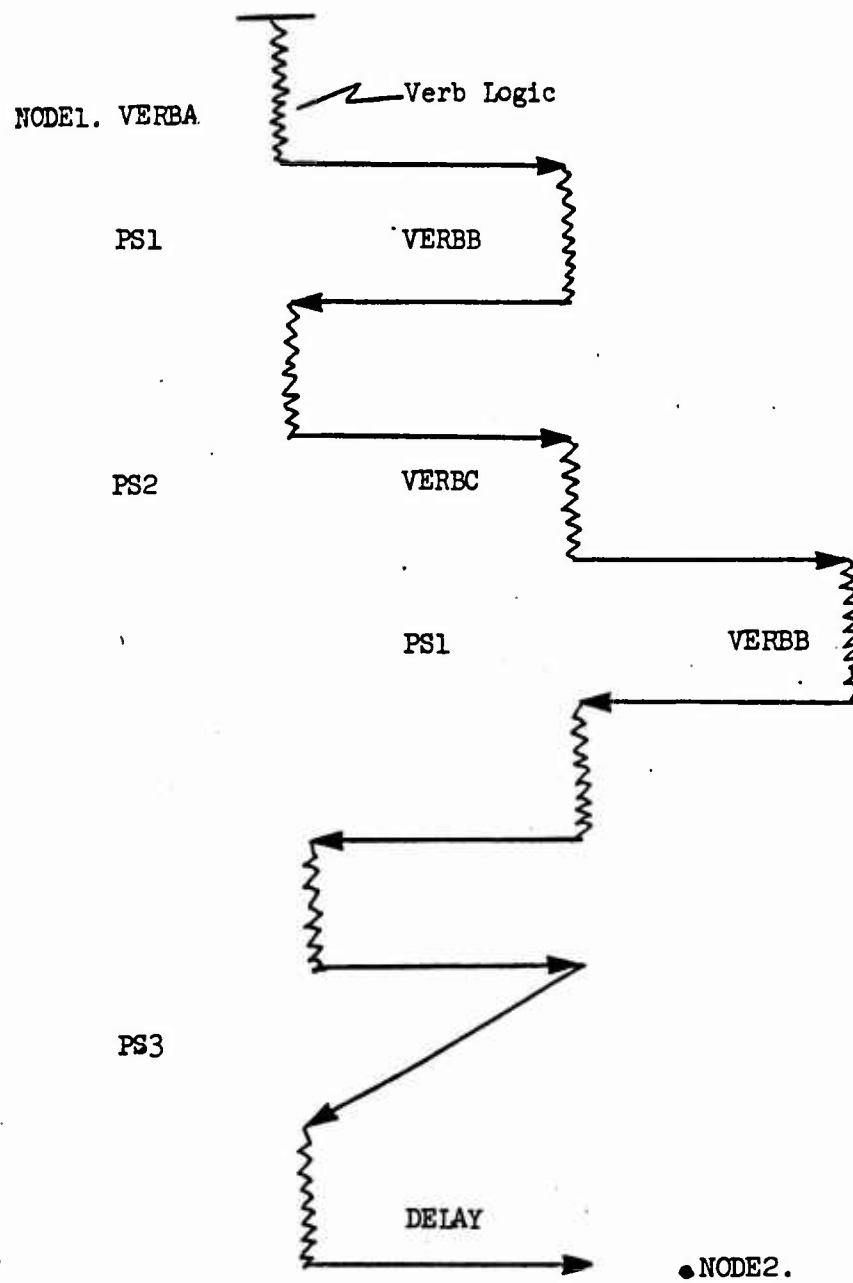 Verb Logic
NODE1. VERBA
PS1 VERBB
PS2 VERBC
PS1 VERBB
PS3
DELAY
NODE2.